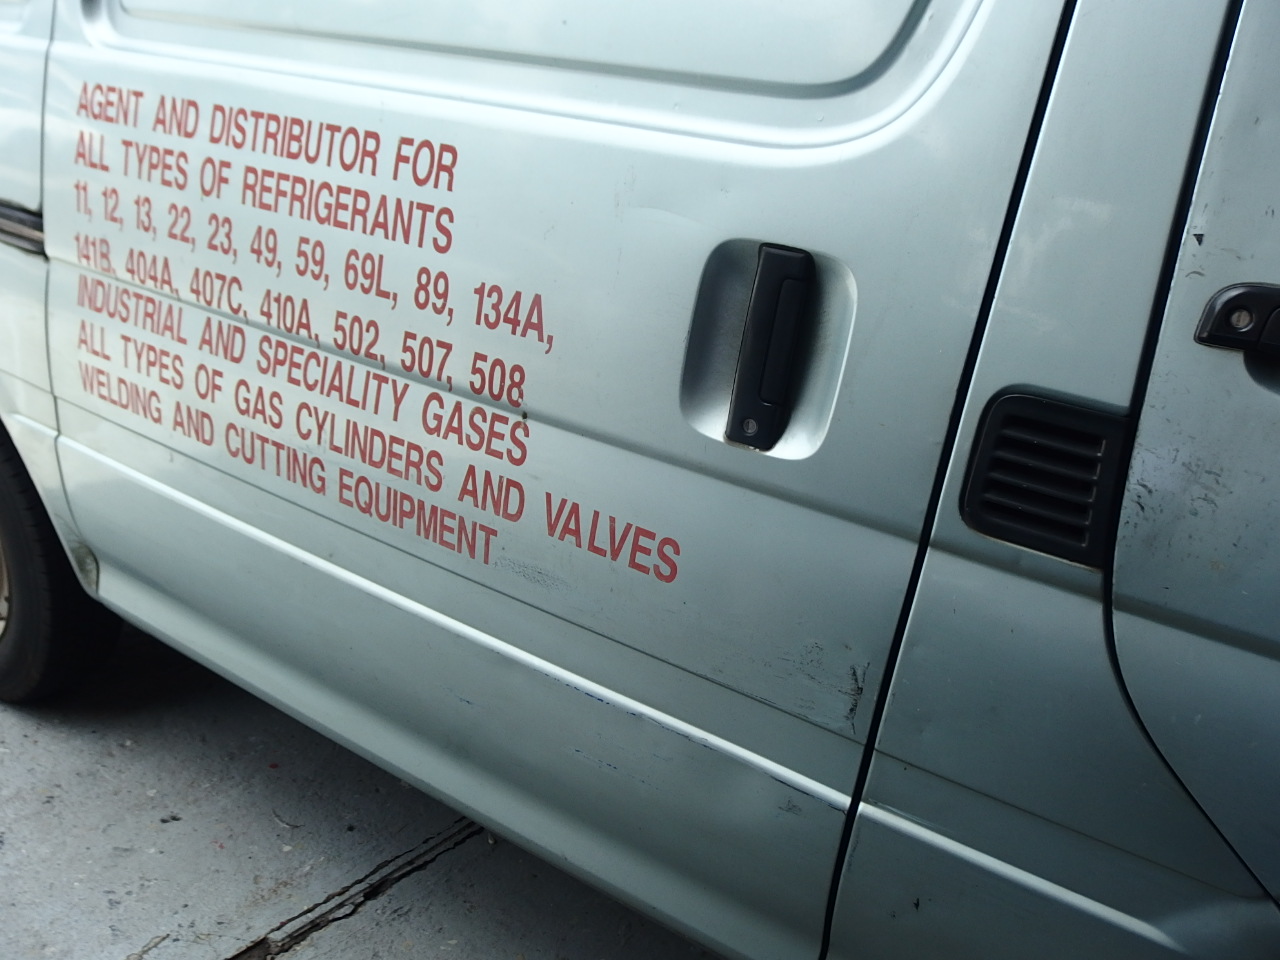 AGENT AND DISTRIBUTOR FOR
ALL TYPES OF REFRIGERANTS
11, 12, 13, 22, 23, 49, 59, 69L, 89, 134A,
141B, 404A, 407C, 410A, 502, 507, 508
INDUSTRIAL AND SPECIALITY GASES
ALL TYPES OF GAS CYLINDERS AND VALVES
WELDING AND CUTTING EQUIPMENT